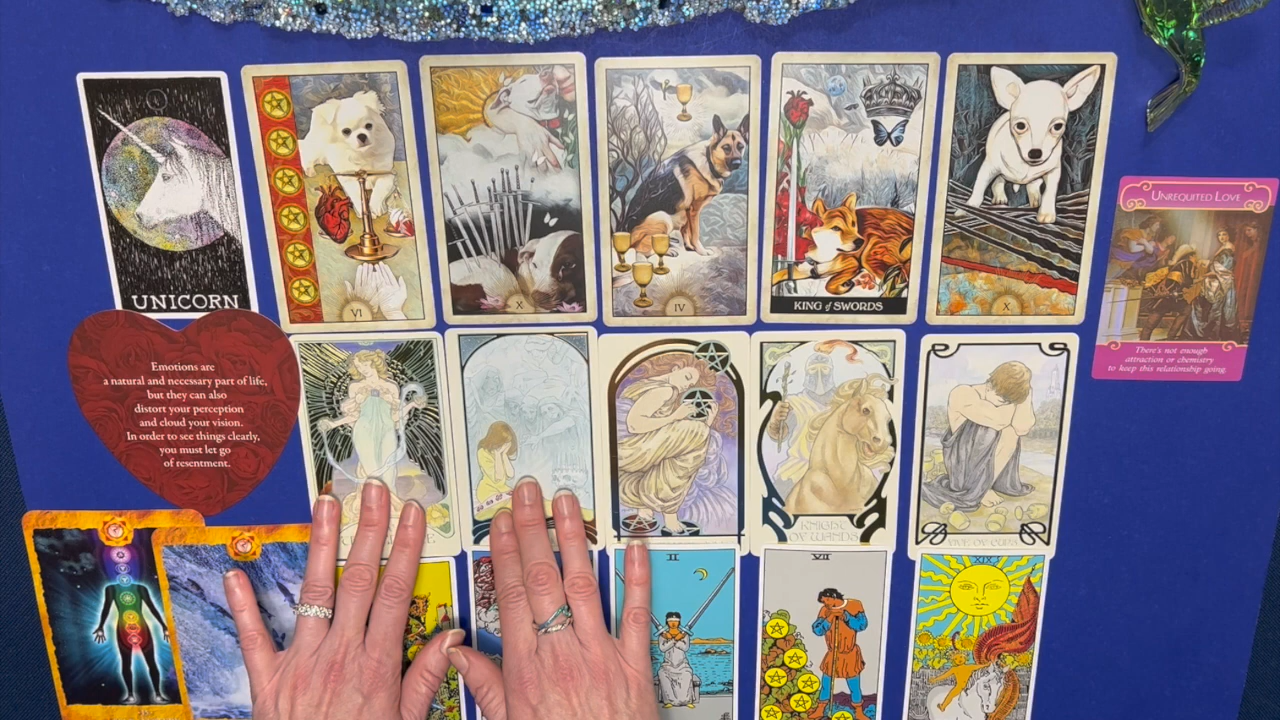 UNICORN
VI
X
IV
KING of SWORDS
X
UNREQUITED LOVE
There's not enough
attraction or chemistry
to keep this relationship going.
Emotions are
a natural and necessary part of life,
but they can also
distort your perception
and cloud your vision.
In order to see things clearly,
you must let go
of resentment.
KNIGHT
OF WANDS
FIVE OF CUPS
II
VII
XIX